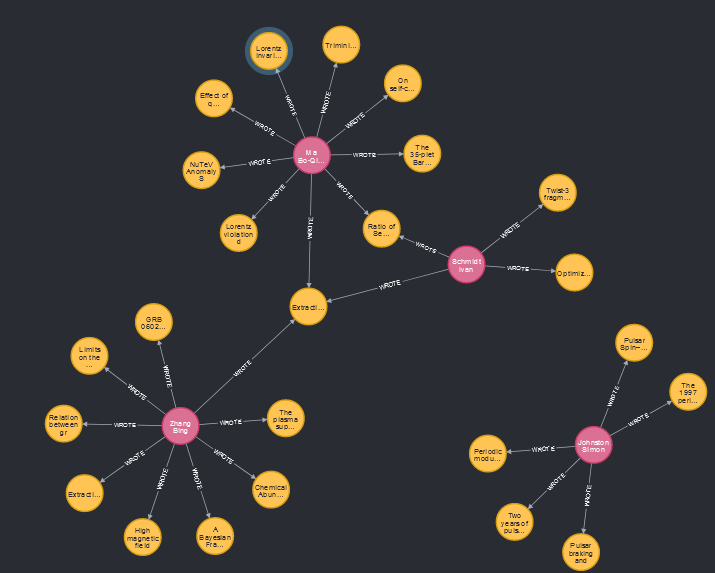 Lorentz
invari...
Trimini...
On
self-c...
Effect of
q...
WROTE
WROTE
WROTE
WROTE
Ma
Bo-Qi...
WROTE
The
35-plet
Bar...
NuTeV
Anomaly
S
WROTE
WROTE
WROTE
Twist-3
fragm...
Lorentz
violation
d
WROTE
Ratio of
Se...
WROTE
WROTE
Schmidt
Ivan
WROTE
Optimiz...
WROTE
Extracti...
GRB
0602...
Limits
on the
...
WROTE
WROTE
WROTE
Pulsar
Spin–...
The
1997
peri...
WROTE
WROTE
Relation
between
gr
WROTE
Zhang
Bing
WROTE
The
plasma
sup...
WROTE
WROTE
WROTE
WROTE
Periodic
modu...
WROTE
Johnston
Simon
Extracti...
Chemical
Abun...
WROTE
WROTE
High
magnetic
field
A
Bayesian
Fra...
Two
years of
puls...
Pulsar
braking
and